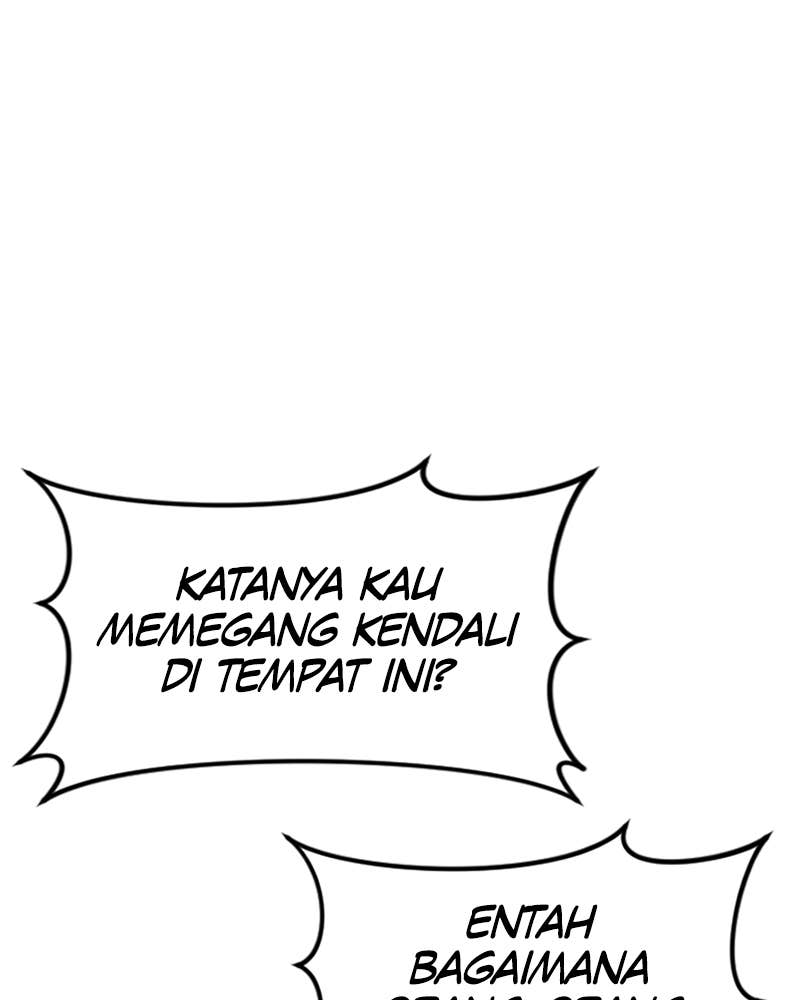 KATANYA KAU
MEMEGANG KENDALI
DI TEMPAT INI?
ENTAH
BAGAIMANA